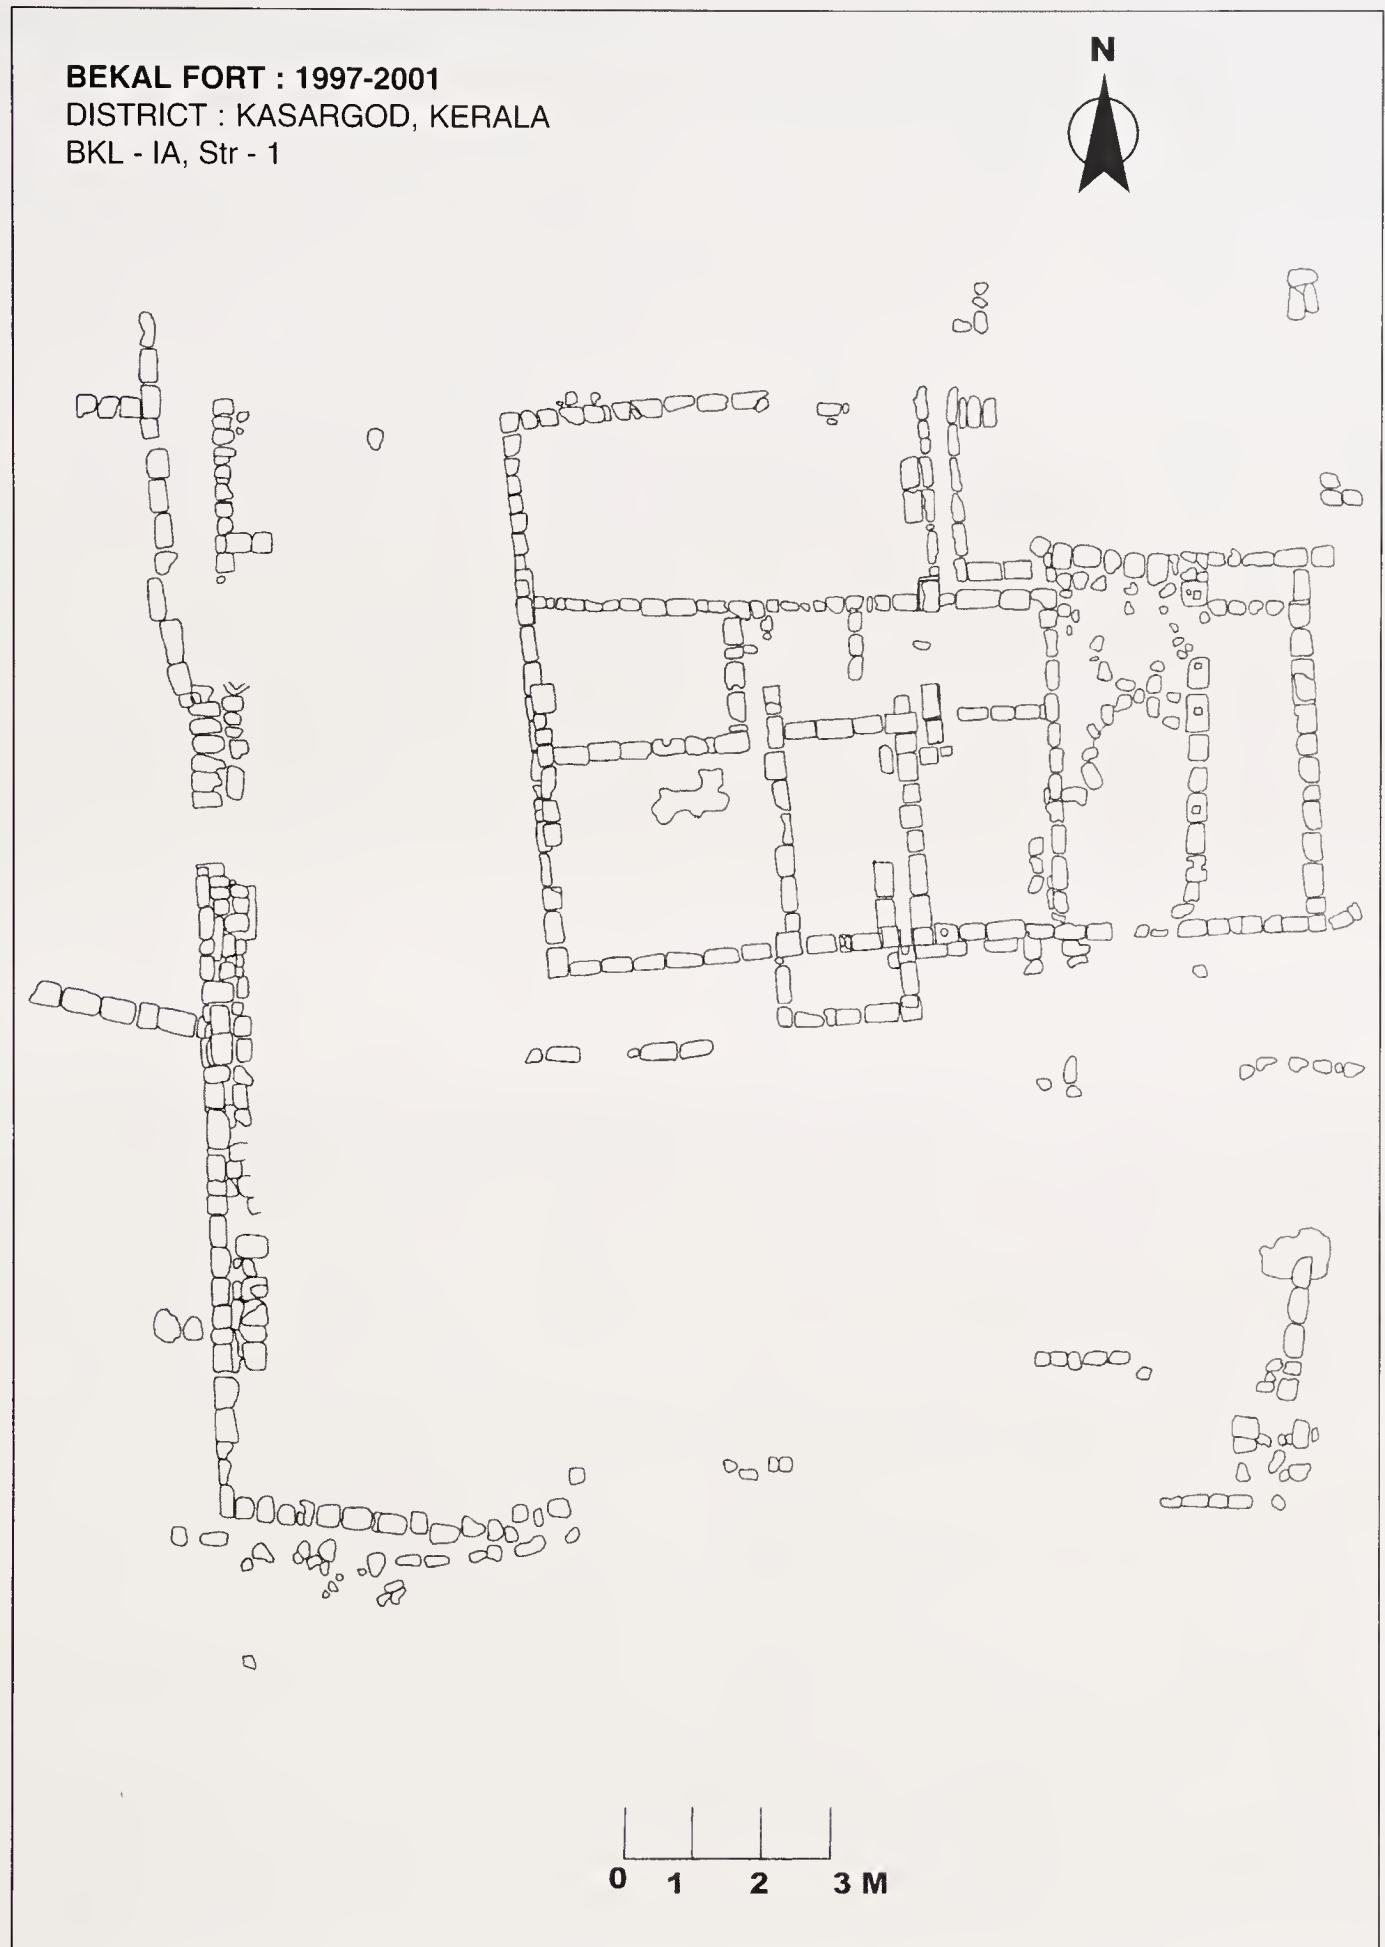 BEKAL FORT : 1997-2001
DISTRICT : KASARGOD, KERALA
BKL - IA, Str - 1
N
0 1 2 3 M